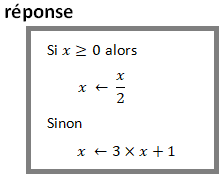 réponse
Si x ≥ 0 alors
x ← x/2
Sinon
x ← 3 × x + 1